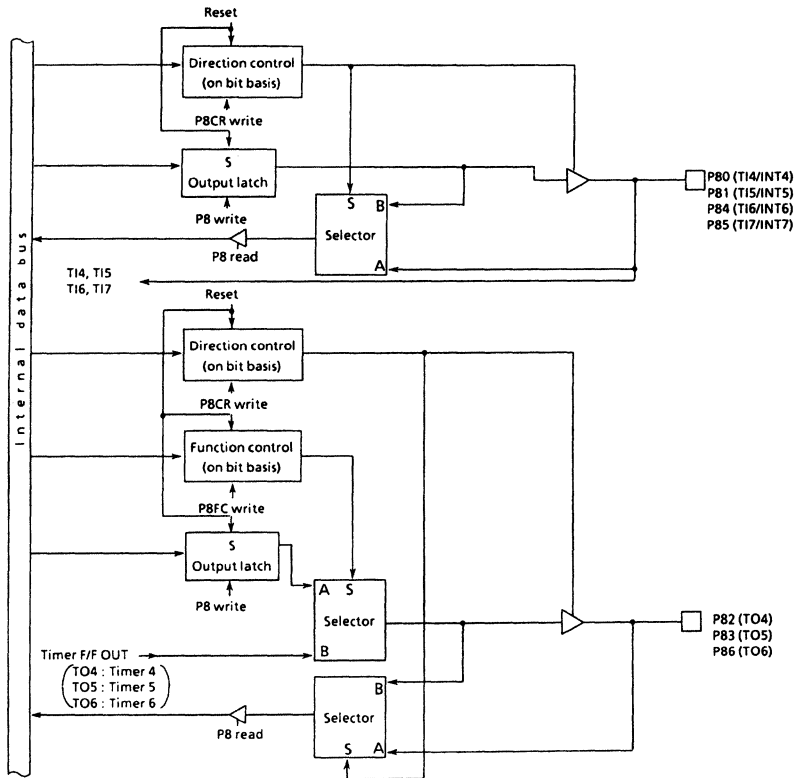 Reset
Direction control
(on bit basis)
P8CR write
S
Output latch
P8 write
S B
Selector
A
P8 read
P80 (TI4/INT4)
P81 (TI5/INT5)
P84 (TI6/INT6)
P85 (TI7/INT7)
Internal data bus
TI4, TI5
TI6, TI7
Reset
Direction control
(on bit basis)
P8CR write
Function control
(on bit basis)
P8FC write
S
Output latch
P8 write
A S
Selector
B
Timer F/F OUT
(TO4 : Timer 4
TO5 : Timer 5
TO6 : Timer 6)
B
Selector
S A
P8 read
P82 (TO4)
P83 (TO5)
P86 (TO6)